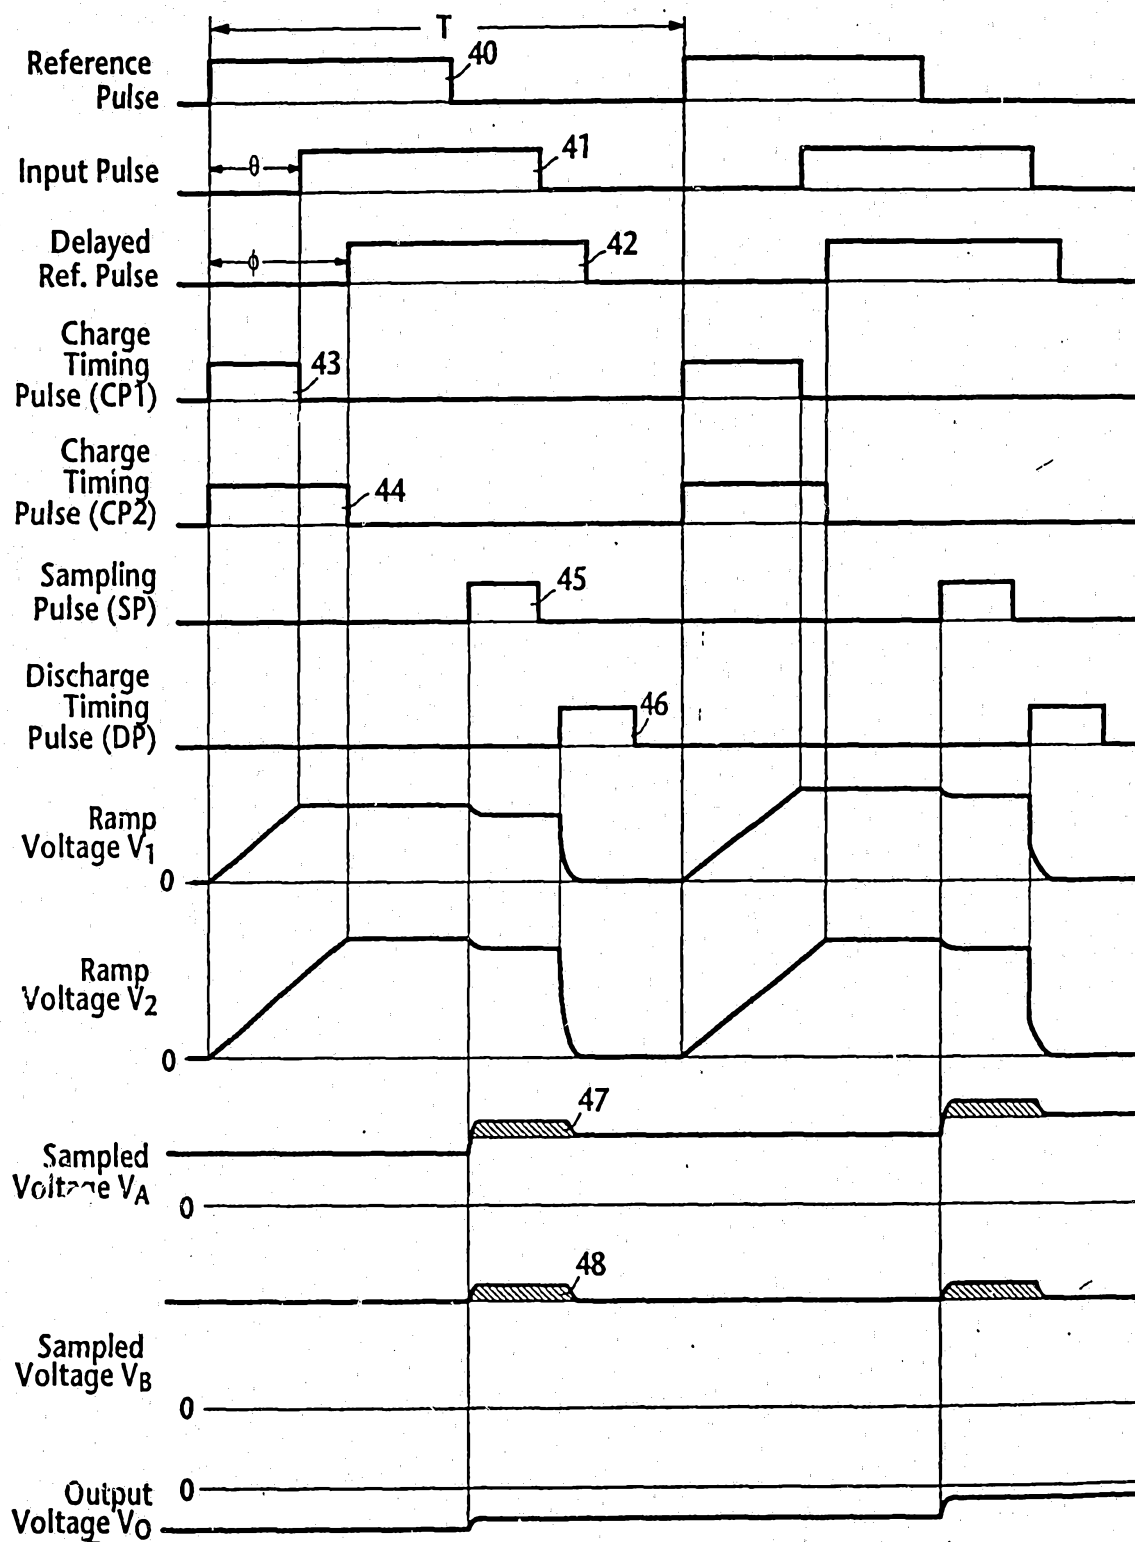 T
Reference
Pulse
40
Input Pulse
θ
41
Delayed
Ref. Pulse
ϕ
42
Charge
Timing
Pulse (CP1)
43
Charge
Timing
Pulse (CP2)
44
Sampling
Pulse (SP)
45
Discharge
Timing
Pulse (DP)
46
Ramp
Voltage V1
0
Ramp
Voltage V2
0
47
Sampled
Voltage VA
0
48
Sampled
Voltage VB
0
Output
Voltage VO
0